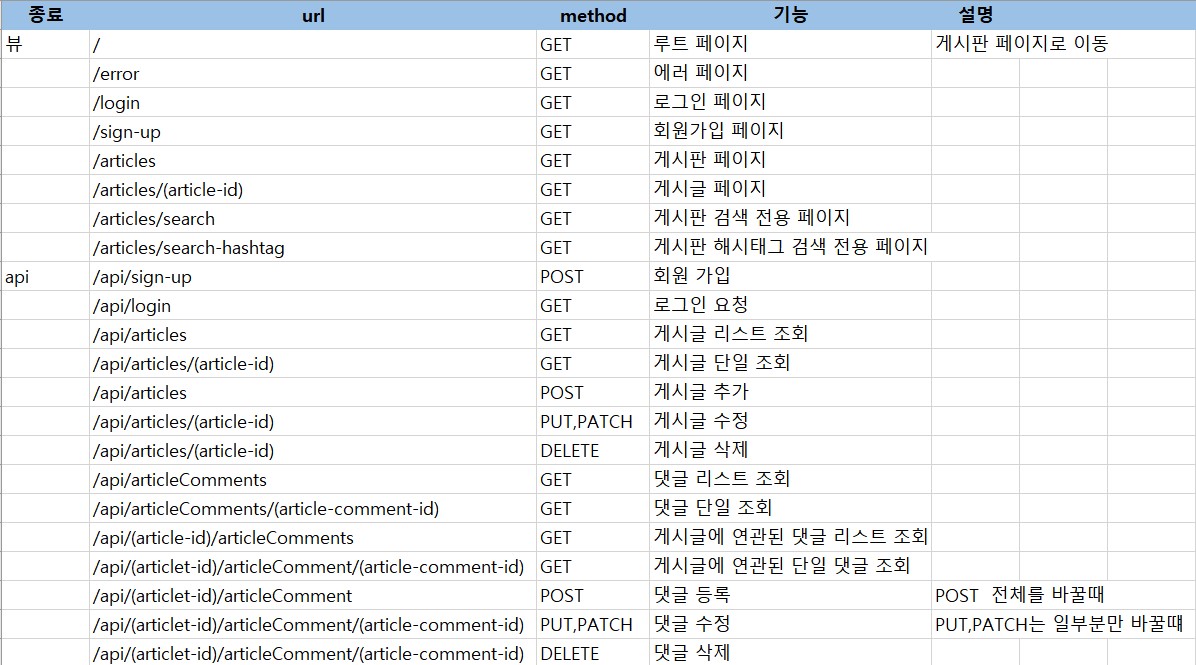 종료 url method 기능 설명
뷰 / GET 루트 페이지 게시판 페이지로 이동
/error GET 에러 페이지
/login GET 로그인 페이지
/sign-up GET 회원가입 페이지
/articles GET 게시판 페이지
/articles/(article-id) GET 게시글 페이지
/articles/search GET 게시판 검색 전용 페이지
/articles/search-hashtag GET 게시판 해시태그 검색 전용 페이지
api /api/sign-up POST 회원 가입
/api/login GET 로그인 요청
/api/articles GET 게시글 리스트 조회
/api/articles/(article-id) GET 게시글 단일 조회
/api/articles POST 게시글 추가
/api/articles/(article-id) PUT,PATCH 게시글 수정
/api/articles/(article-id) DELETE 게시글 삭제
/api/articleComments GET 댓글 리스트 조회
/api/articleComments/(article-comment-id) GET 댓글 단일 조회
/api/(article-id)/articleComments GET 게시글에 연관된 댓글 리스트 조회
/api/(articlet-id)/articleComment/(article-comment-id) GET 게시글에 연관된 단일 댓글 조회
/api/(articlet-id)/articleComment POST 댓글 등록 POST 전체를 바꿀때
/api/(articlet-id)/articleComment/(article-comment-id) PUT,PATCH 댓글 수정 PUT,PATCH는 일부분만 바꿀떄
/api/(articlet-id)/articleComment/(article-comment-id) DELETE 댓글 삭제